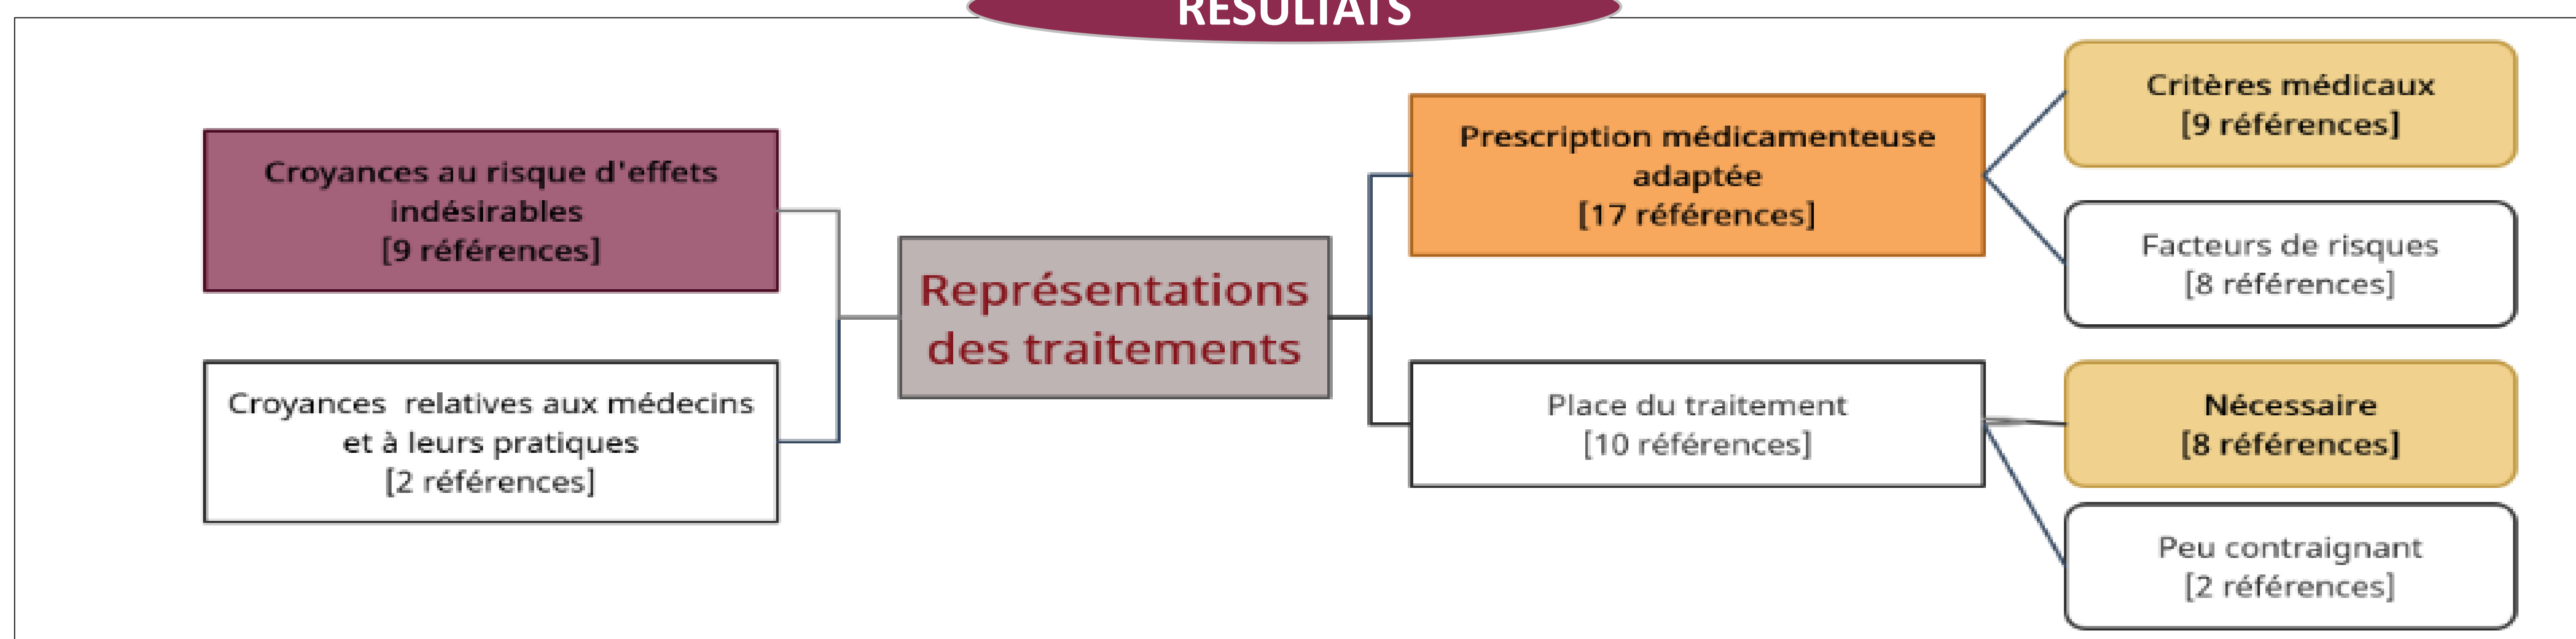 RESULTATS
Croyances au risque d'effets
indésirables
[9 références]
Croyances  relatives aux médecins
et à leurs pratiques
[2 références]
Représentations
des traitements
Prescription médicamenteuse
adaptée
[17 références]
Place du traitement
[10 références]
Critères médicaux
[9 références]
Facteurs de risques
[8 références]
Nécessaire
[8 références]
Peu contraignant
[2 références]